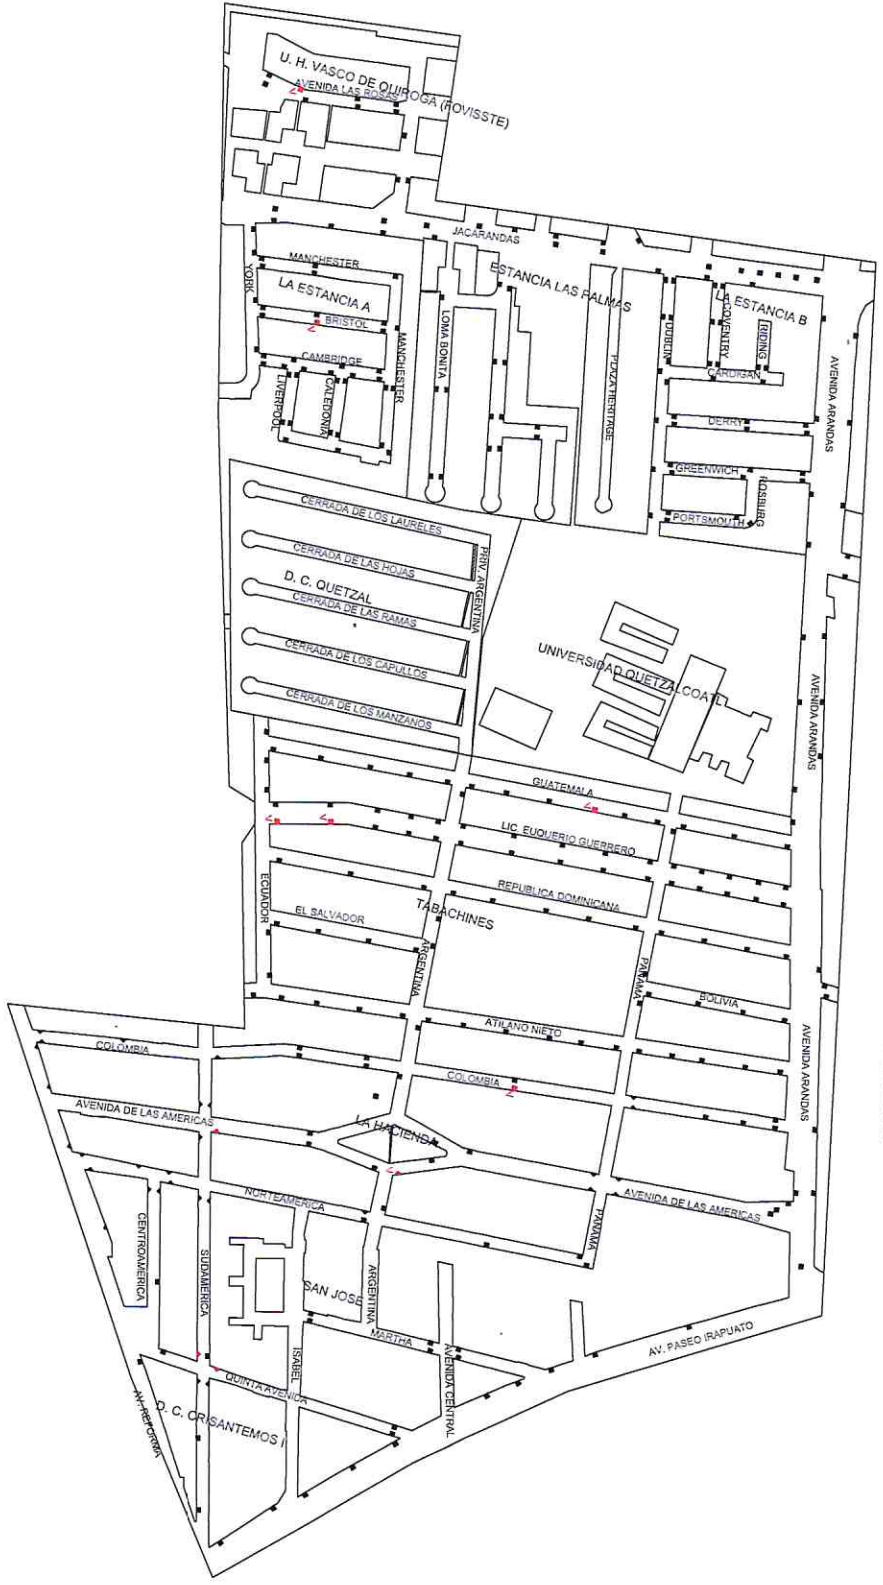 U. H. VASCO DE QUIROGA (FOVISSTE)
AVENIDA LAS ROSAS
JACARANDAS
MANCHESTER
YORK
LA ESTANCIA A
BRISTOL
CAMBRIDGE
MANCHESTER
LIVERPOOL
CALEDONIA
LOMA BONITA
ESTANCIA LAS PALMAS
PLAZA HERITAGE
DUBLIN
LA ESTANCIA B
COVENTRY
RIDING
CARDIGAN
AVENIDA ARANDAS
DERRY
GREENWICH
ROSBURG
PORTSMOUTH
CERRADA DE LOS LAURELES
CERRADA DE LAS HOJAS
D. C. QUETZAL
CERRADA DE LAS RAMAS
PRIV. ARGENTINA
CERRADA DE LOS CAPULLOS
CERRADA DE LOS MANZANOS
UNIVERSIDAD QUETZALCOATL
AVENIDA ARANDAS
GUATEMALA
LIC. EUQUERIO GUERRERO
REPUBLICA DOMINICANA
ECUADOR
TABACHINES
EL SALVADOR
ARGENTINA
PANAMA
BOLIVIA
ATILANO NIETO
AVENIDA ARANDAS
COLOMBIA
COLOMBIA
AVENIDA DE LAS AMERICAS
LA HACIENDA
NORTEAMERICA
AVENIDA DE LAS AMERICAS
CENTROAMERICA
SUDAMERICA
PANAMA
ARGENTINA
SAN JOSE
MARTHA
AV. PASEO IRAPUATO
ISABEL
AVENIDA CENTRAL
QUINTA AVENIDA
D. C. CRISANTEMOS I
AV. REFORMA